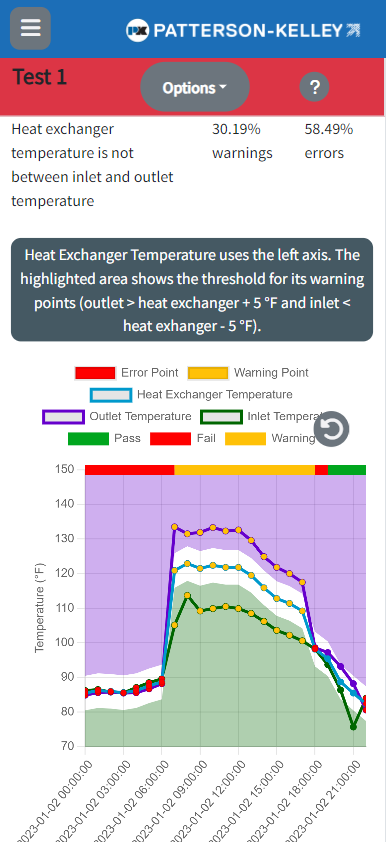 PATTERSON-KELLEY
Test 1
Options
?
Heat exchanger 30.19% 58.49%
temperature is not warnings errors
between inlet and outlet
temperature
Heat Exchanger Temperature uses the left axis. The
highlighted area shows the threshold for its warning
points (outlet > heat exchanger + 5 °F and inlet <
heat exhanger - 5 °F).
Error Point Warning Point
Heat Exchanger Temperature
Outlet Temperature Inlet Temperat
Pass Fail Warning
150
140
130
120
110
100
90
80
70
Temperature (°F)
2023-01-02 00:00:00
2023-01-02 03:00:00
2023-01-02 06:00:00
2023-01-02 09:00:00
2023-01-02 12:00:00
2023-01-02 15:00:00
2023-01-02 18:00:00
2023-01-02 21:00:00